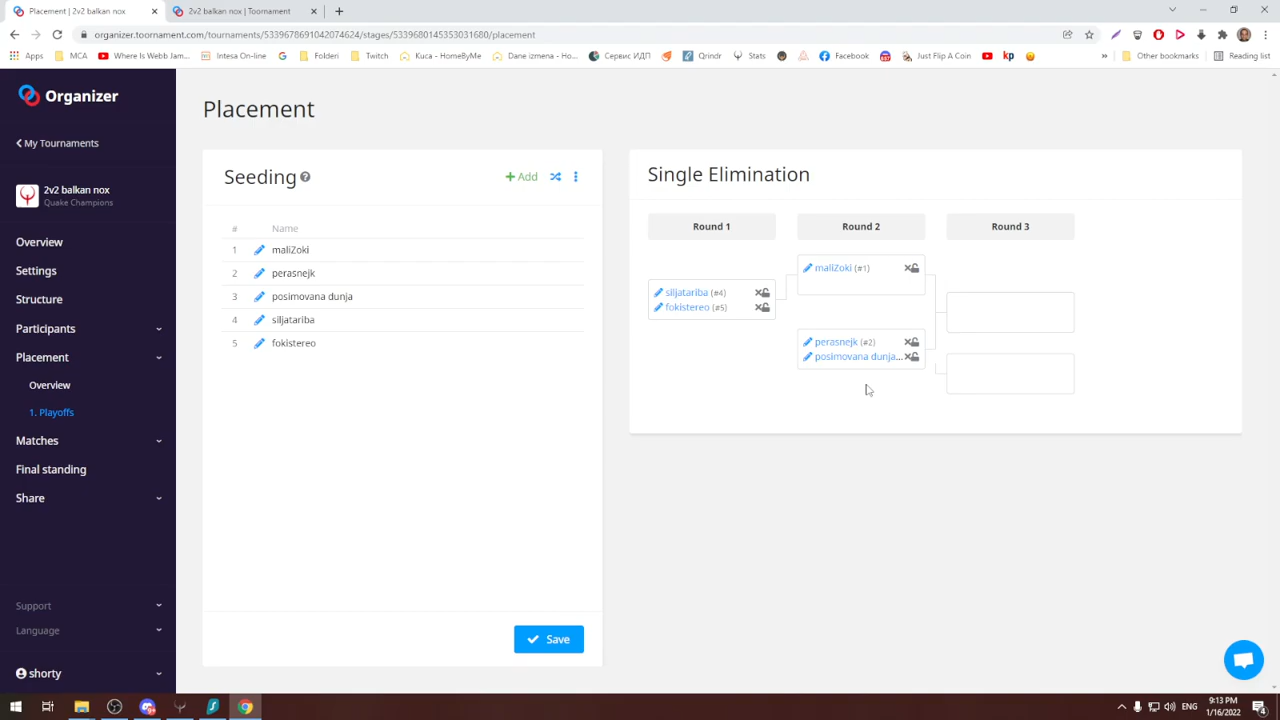 Placement | 2v2 balkan nox
2v2 balkan nox | Toornament
organizer.toornament.com/tournaments/5339678691042074624/stages/5339680145353031680/placement
Apps
MCA
Where Is Webb Jam...
Intesa On-line
Folderi
Twitch
Kuca - HomeByMe
Dane izmena - Ho...
Сервис ИДП
Qrindr
Stats
Facebook
Just Flip A Coin
kp
»
Other bookmarks
Reading list
Organizer
My Tournaments
2v2 balkan nox
Quake Champions
Overview
Settings
Structure
Participants
Placement
Overview
1. Playoffs
Matches
Final standing
Share
Support
Language
shorty
Placement
Seeding
Add
# Name
1 maliZoki
2 perasnejk
3 posimovana dunja
4 siljatariba
5 fokistereo
Save
Single Elimination
Round 1
Round 2
Round 3
siljatariba (#4)
fokistereo (#5)
maliZoki (#1)
perasnejk (#2)
posimovana dunja...
ENG
9:13 PM
1/16/2022
4